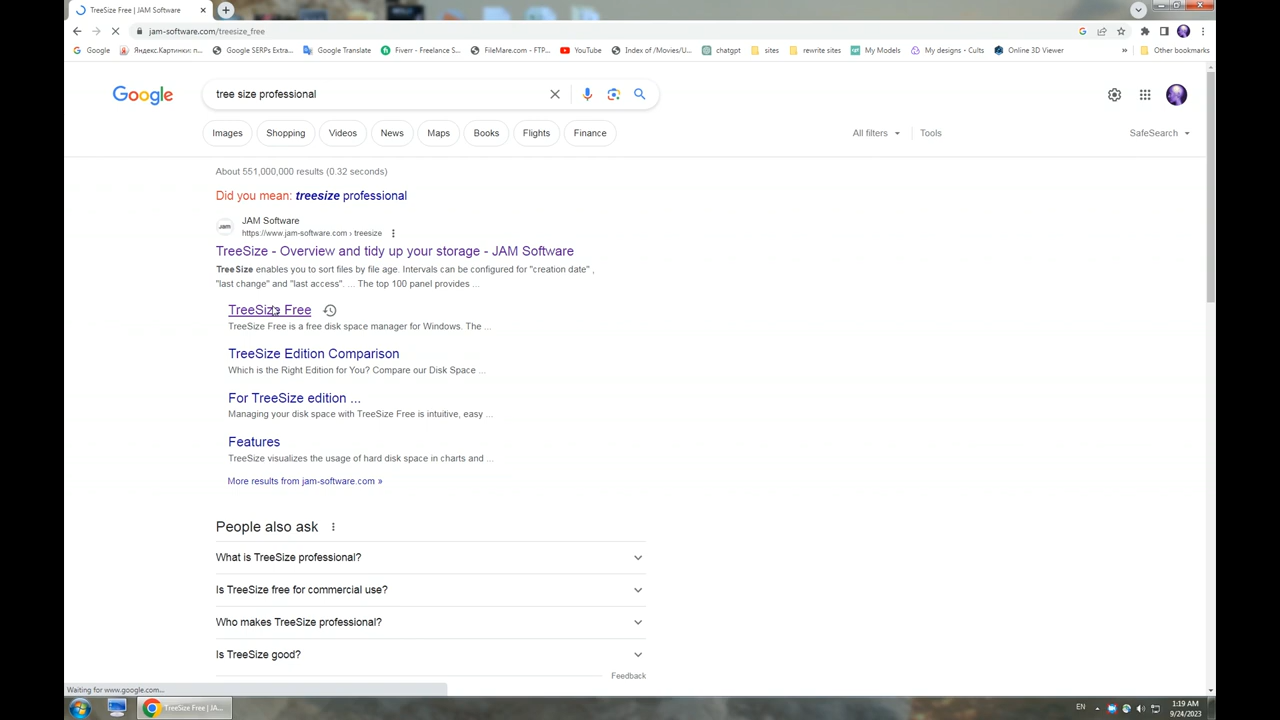 TreeSize Free | JAM Software
jam-software.com/treesize_free
Google
Яндекс.Картинки: п...
Google SERPs Extra...
Google Translate
Fiverr - Freelance S...
FileMare.com - FTP...
YouTube
Index of /Movies/U...
chatgpt
sites
rewrite sites
My Models
My designs - Cults
Online 3D Viewer
»
Other bookmarks
Google
tree size professional
Images
Shopping
Videos
News
Maps
Books
Flights
Finance
All filters
Tools
SafeSearch
About 551,000,000 results (0.32 seconds)
Did you mean: treesize professional
jam
JAM Software
https://www.jam-software.com › treesize
TreeSize - Overview and tidy up your storage - JAM Software
TreeSize enables you to sort files by file age. Intervals can be configured for "creation date" ,
"last change" and "last access". ... The top 100 panel provides ...
TreeSize Free
TreeSize Free is a free disk space manager for Windows. The ...
TreeSize Edition Comparison
Which is the Right Edition for You? Compare our Disk Space ...
For TreeSize edition ...
Managing your disk space with TreeSize Free is intuitive, easy ...
Features
TreeSize visualizes the usage of hard disk space in charts and ...
More results from jam-software.com »
People also ask
What is TreeSize professional?
Is TreeSize free for commercial use?
Who makes TreeSize professional?
Is TreeSize good?
Feedback
Waiting for www.google.com...
TreeSize Free | JA...
EN
1:19 AM
9/24/2023